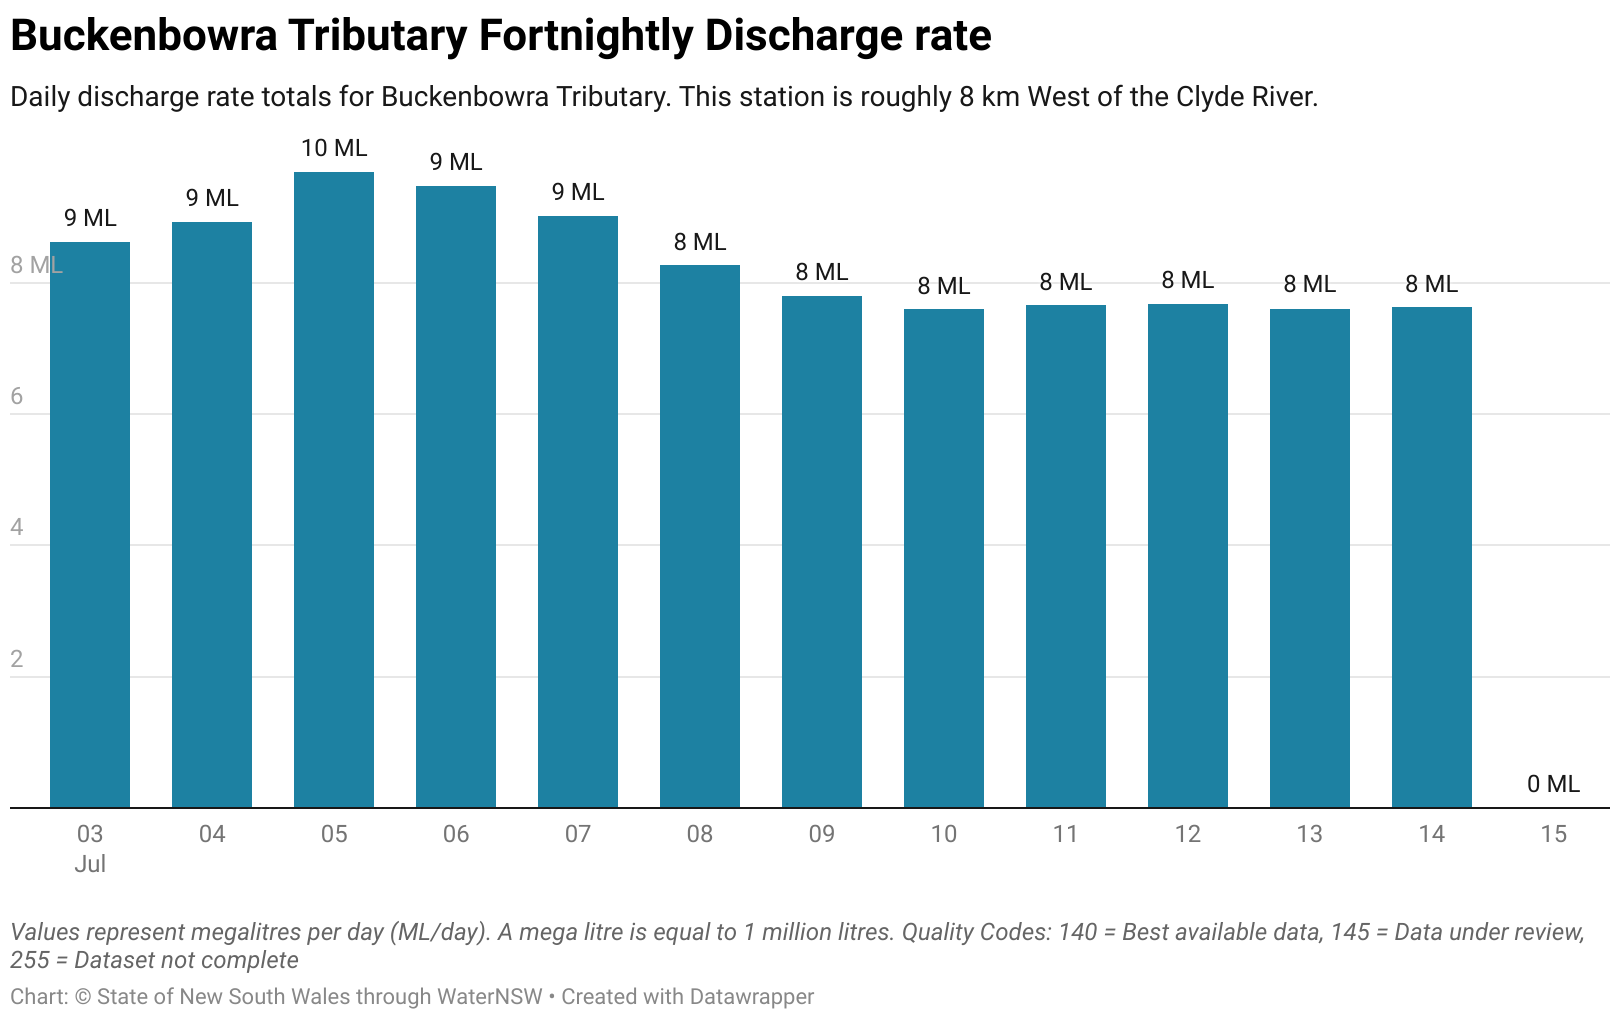 Buckenbowra Tributary Fortnightly Discharge rate
Daily discharge rate totals for Buckenbowra Tributary. This station is roughly 8 km West of the Clyde River.
10 ML
9 ML
9 ML
9 ML
9 ML
8 ML
8 ML
8 ML
8 ML
8 ML
8 ML
8 ML
8 ML
6
4
2
0 ML
03 04 05 06 07 08 09 10 11 12 13 14 15
Jul
Values represent megalitres per day (ML/day). A mega litre is equal to 1 million litres. Quality Codes: 140 = Best available data, 145 = Data under review,
255 = Dataset not complete
Chart: © State of New South Wales through WaterNSW • Created with Datawrapper